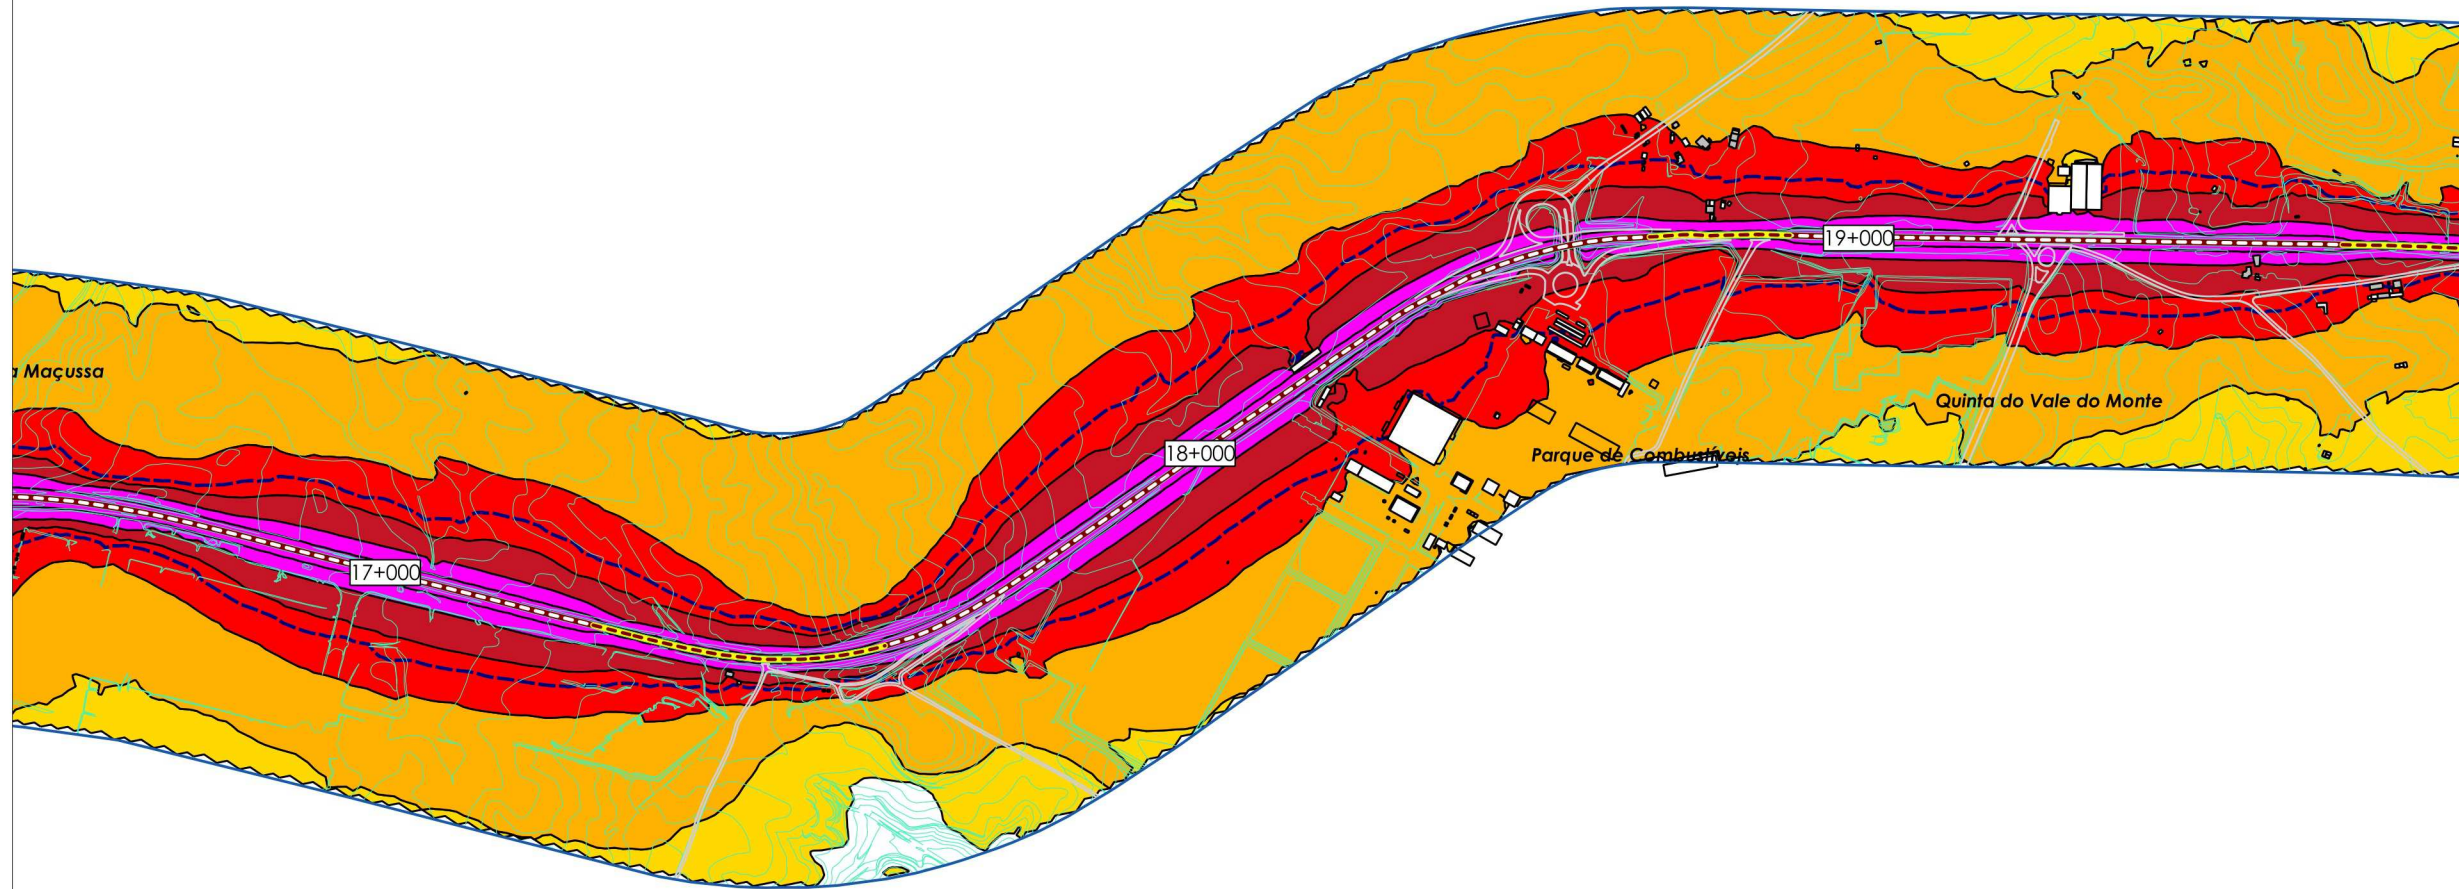 19+000
a Maçussa
Quinta do Vale do Monte
18+000
Parque de Combustíveis
17+000